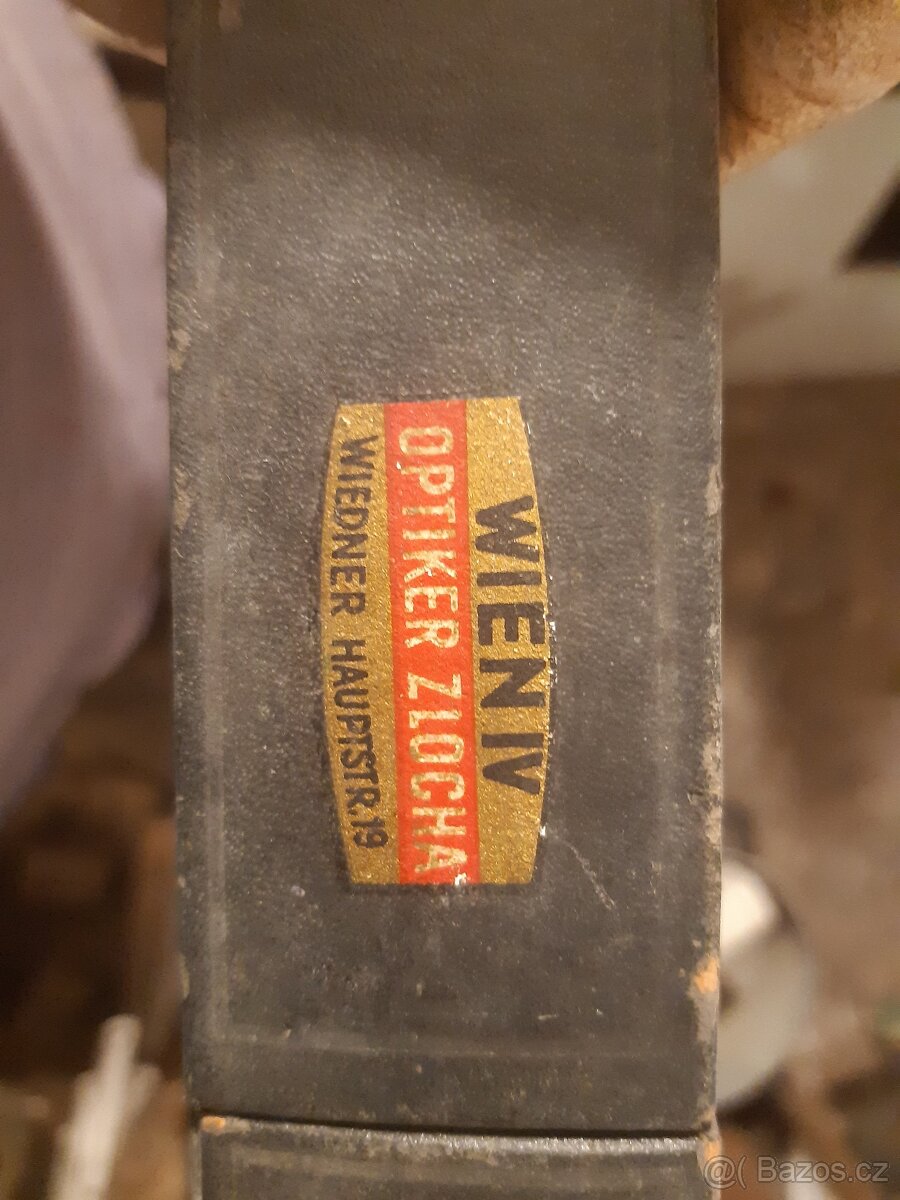 WIEN IV
OPTIKER ZLOCHA
WIEDNER HAUPTSTR.19
@( Bazos.cz